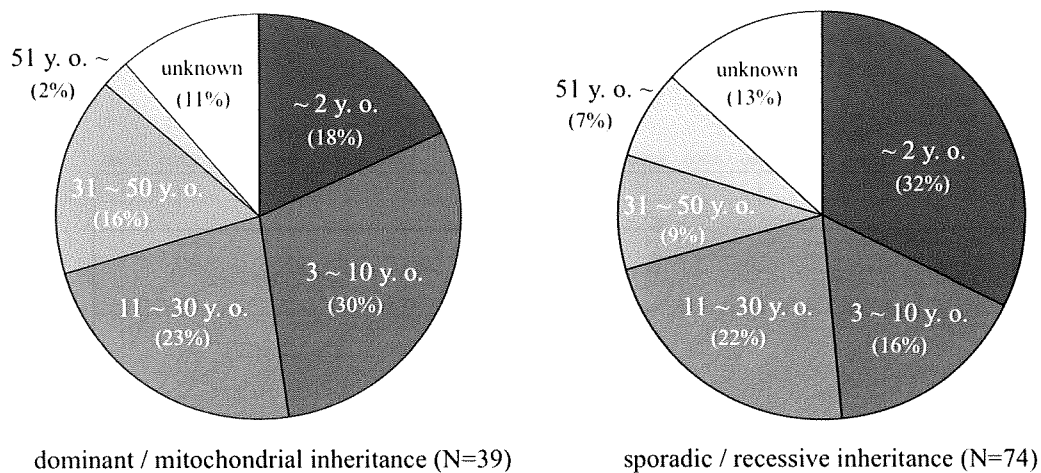 51 y. o. ~
(2%)
unknown
(11%)
~ 2 y. o.
(18%)
31 ~ 50 y. o.
(16%)
3 ~ 10 y. o.
(30%)
11 ~ 30 y. o.
(23%)
dominant / mitochondrial inheritance (N=39)
51 y. o. ~
(7%)
unknown
(13%)
~ 2 y. o.
(32%)
31 ~ 50 y. o.
(9%)
11 ~ 30 y. o.
(22%)
3 ~ 10 y. o.
(16%)
sporadic / recessive inheritance (N=74)